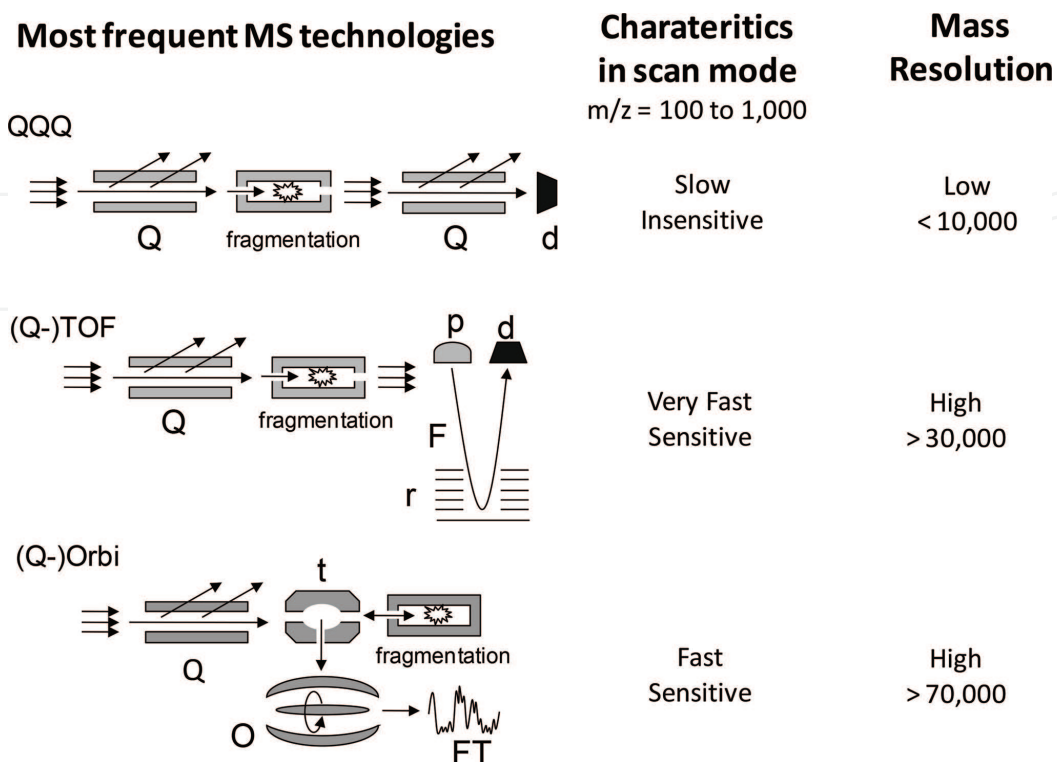 Most frequent MS technologies
Charateritics
in scan mode
m/z = 100 to 1,000
Mass
Resolution
QQQ
Q
fragmentation
Q
d
Slow
Insensitive
Low
< 10,000
(Q-)TOF
p
d
Q
fragmentation
F
r
Very Fast
Sensitive
High
> 30,000
(Q-)Orbi
t
Q
fragmentation
O
FT
Fast
Sensitive
High
> 70,000